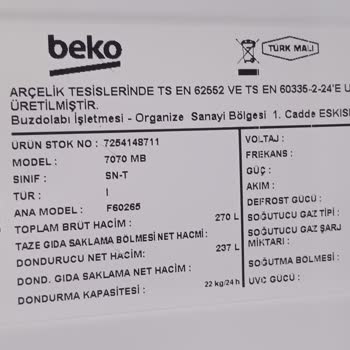 beko
TÜRK MALI
ARÇELİK TESİSLERİNDE TS EN 62552 VE TS EN 60335-2-24'E U
ÜRETİLMİŞTİR.
Buzdolabı İşletmesi - Organize Sanayi Bölgesi 1. Cadde ESKİS
ÜRÜN STOK NO : 7254148711
MODEL : 7070 MB
SINIF : SN-T
TÜR : I
ANA MODEL : F60265
TOPLAM BRÜT HACİM : 270 L
TAZE GIDA SAKLAMA BÖLMESİ NET HACMİ :
DONDURUCU NET HACİM : 237 L
DOND. GIDA SAKLAMA NET HACIM :
DONDURMA KAPASİTESİ : 22 kg/24 h
VOLTAJ :
FREKANS :
GÜÇ :
AKIM :
DEFROST GÜCÜ :
SOĞUTUCU GAZ TİPİ :
SOĞUTUCU GAZ ŞARJ
MİKTARI :
SOĞUTMA BÖLMESİ :
UVC GÜCÜ :